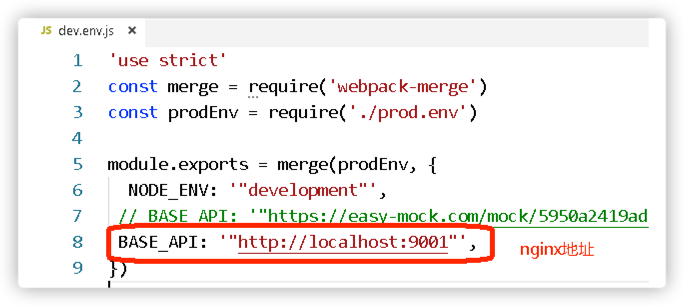 JS dev.env.js ×
1 'use strict'
2 const merge = require('webpack-merge')
3 const prodEnv = require('./prod.env')
4
5 module.exports = merge(prodEnv, {
6 NODE_ENV: '"development"',
7 // BASE_API: '"https://easy-mock.com/mock/5950a2419ad
8 BASE_API: '"http://localhost:9001"', nginx地址
9 })